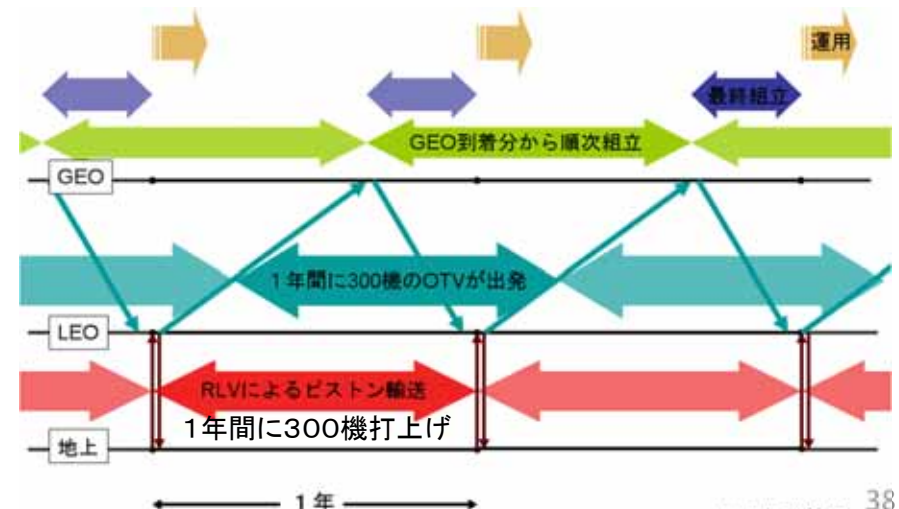 運用
最終組立
GEO到着分から順次組立
GEO
1年間に300機のOTVが出発
LEO
RLVによるピストン輸送
1年間に300機打上げ
地上
1年
38